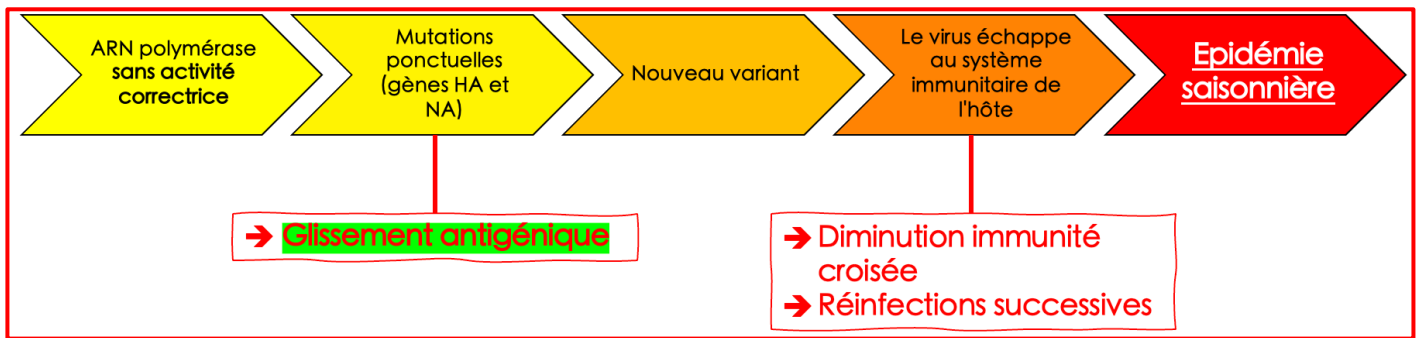 ARN polymérase
sans activité
correctrice
Mutations
ponctuelles
(gènes HA et
NA)
Nouveau variant
Le virus échappe
au système
immunitaire de
l'hôte
Epidémie
saisonnière
➔ Glissement antigénique
➔ Diminution immunité
croisée
➔ Réinfections successives